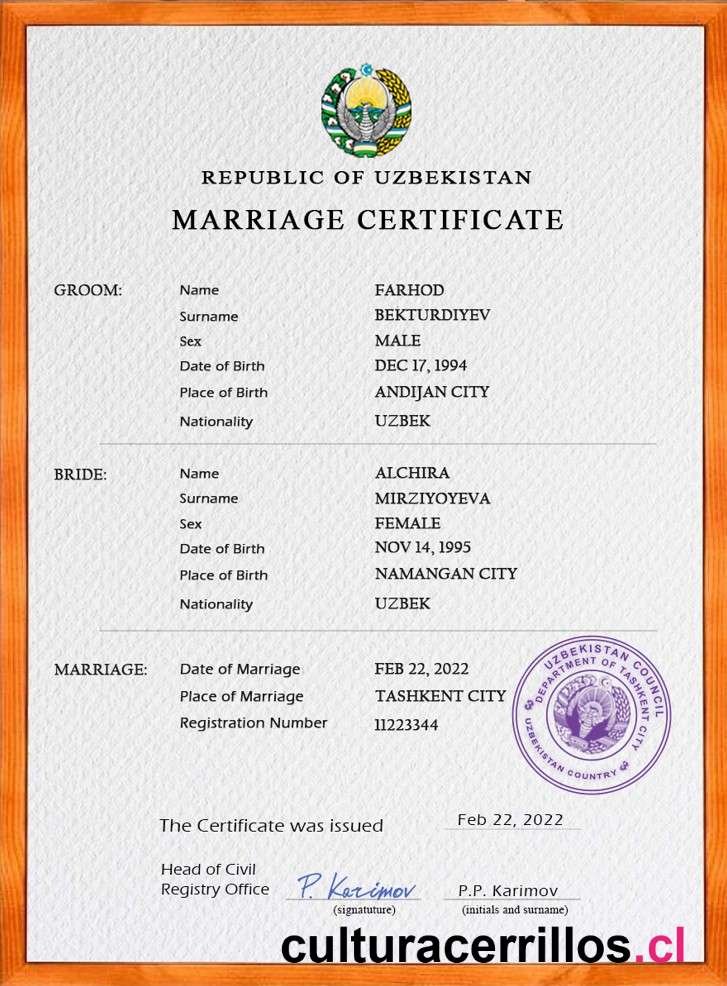 REPUBLIC OF UZBEKISTAN
MARRIAGE CERTIFICATE
GROOM: Name FARHOD
Surname BEKTURDIYEV
Sex MALE
Date of Birth DEC 17, 1994
Place of Birth ANDIJAN CITY
Nationality UZBEK
BRIDE: Name ALCHIRA
Surname MIRZIYOYEVA
Sex FEMALE
Date of Birth NOV 14, 1995
Place of Birth NAMANGAN CITY
Nationality UZBEK
MARRIAGE: Date of Marriage FEB 22, 2022
Place of Marriage TASHKENT CITY
Registration Number 11223344
UZBEKISTAN COUNCIL
DEPARTMENT OF TASHKENT CITY
UZBEKISTAN COUNTRY
The Certificate was issued Feb 22, 2022
Head of Civil
Registry Office P. Karimov P.P. Karimov
(signatuture) (initials and surname)
culturacerrillos.cl